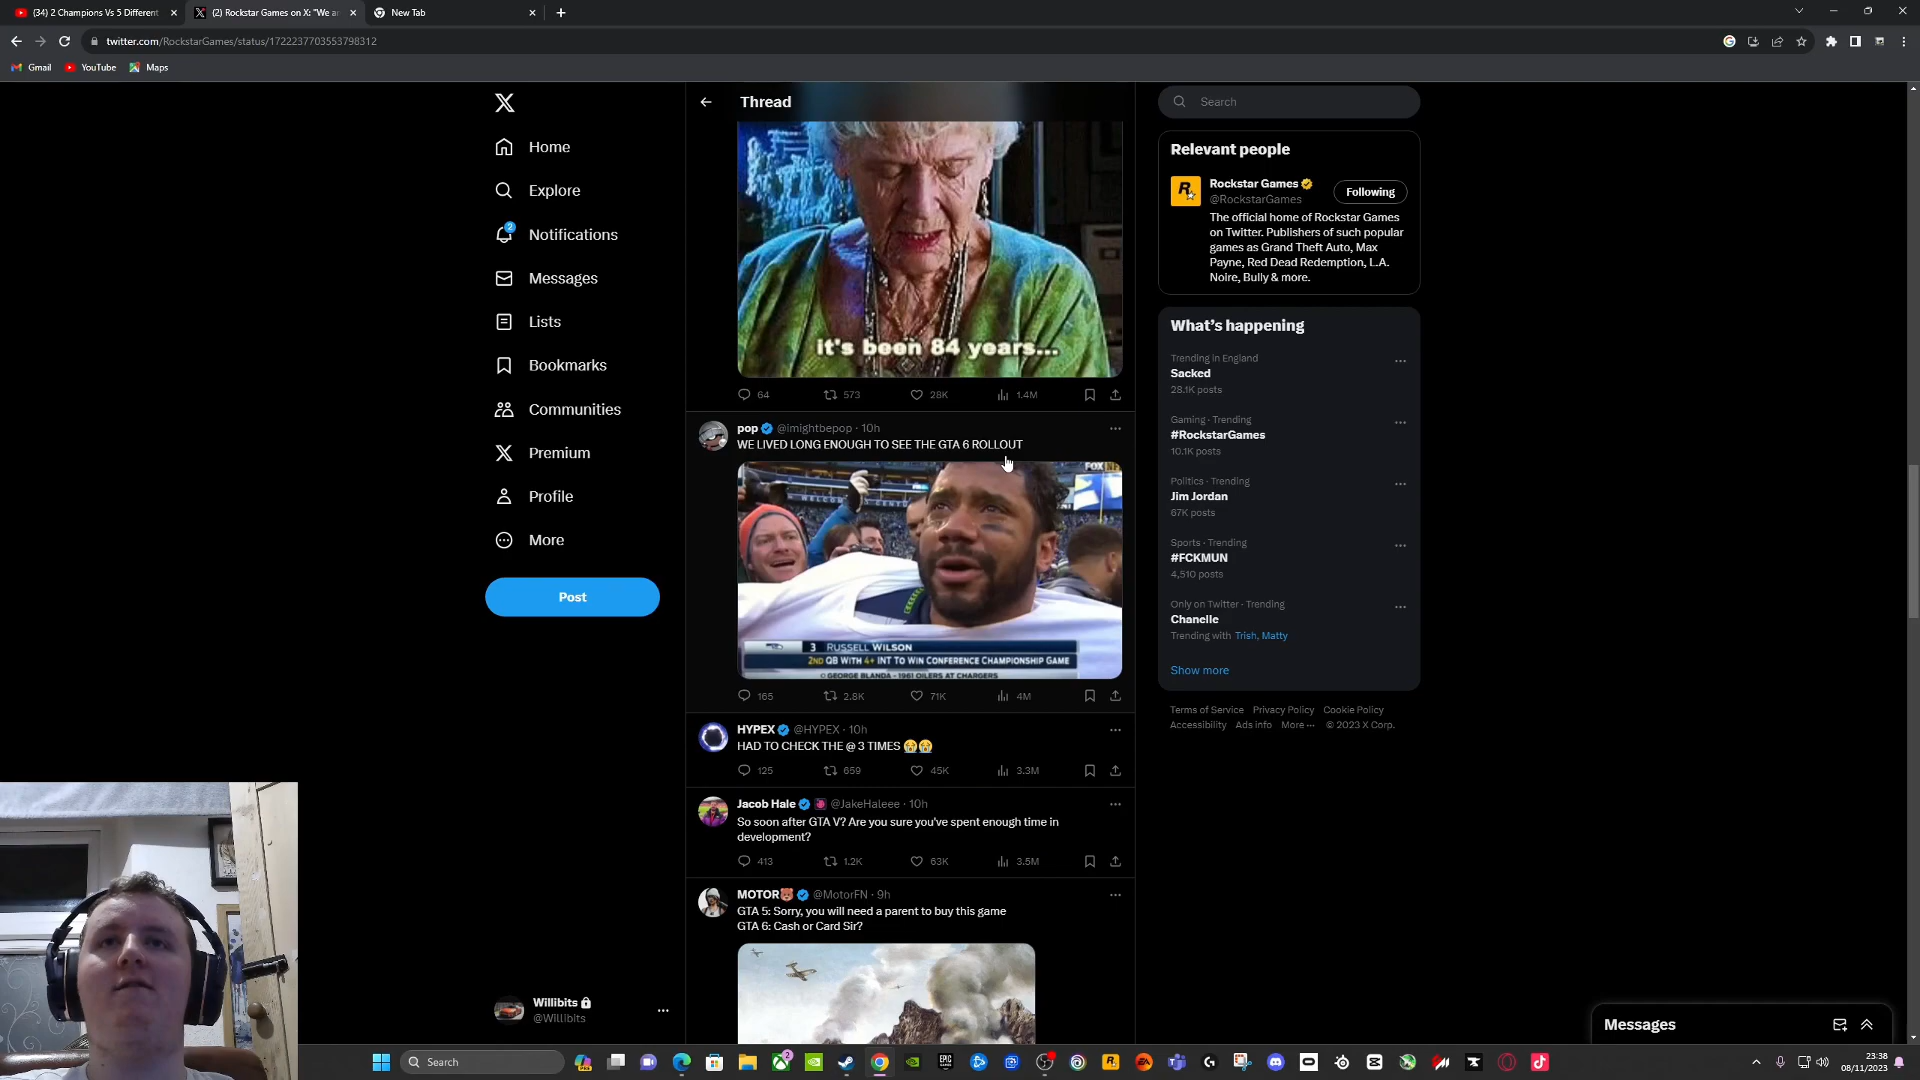 (34) 2 Champions Vs 5 Different
(2) Rockstar Games on X: "We ar
New Tab
twitter.com/RockstarGames/status/1722237703553798312
Gmail
YouTube
Maps
Thread
Search
Home
Explore
2
Notifications
Messages
Lists
Bookmarks
Communities
Premium
Profile
More
Post
it's been 84 years...
64
573
28K
1.4M
pop @imightbepop · 10h
WE LIVED LONG ENOUGH TO SEE THE GTA 6 ROLLOUT
FOX
3 RUSSELL WILSON
2ND QB WITH 4+ INT TO WIN CONFERENCE CHAMPIONSHIP GAME
GEORGE BLANDA - 1961 OILERS AT CHARGERS
165
2.8K
71K
4M
HYPEX @HYPEX · 10h
HAD TO CHECK THE @ 3 TIMES 😭😭
125
659
45K
3.3M
Jacob Hale @JakeHaleee · 10h
So soon after GTA V? Are you sure you've spent enough time in
development?
413
1.2K
63K
3.5M
MOTOR🐻 @MotorFN · 9h
GTA 5: Sorry, you will need a parent to buy this game
GTA 6: Cash or Card Sir?
Relevant people
Rockstar Games
@RockstarGames
Following
The official home of Rockstar Games
on Twitter. Publishers of such popular
games as Grand Theft Auto, Max
Payne, Red Dead Redemption, L.A.
Noire, Bully & more.
What's happening
Trending in England
Sacked
28.1K posts
Gaming · Trending
#RockstarGames
10.1K posts
Politics · Trending
Jim Jordan
67K posts
Sports · Trending
#FCKMUN
4,510 posts
Only on Twitter · Trending
Chanelle
Trending with Trish, Matty
Show more
Terms of Service Privacy Policy Cookie Policy
Accessibility Ads info More ··· © 2023 X Corp.
Willibits
@Willibits
Messages
Search
23:38
08/11/2023